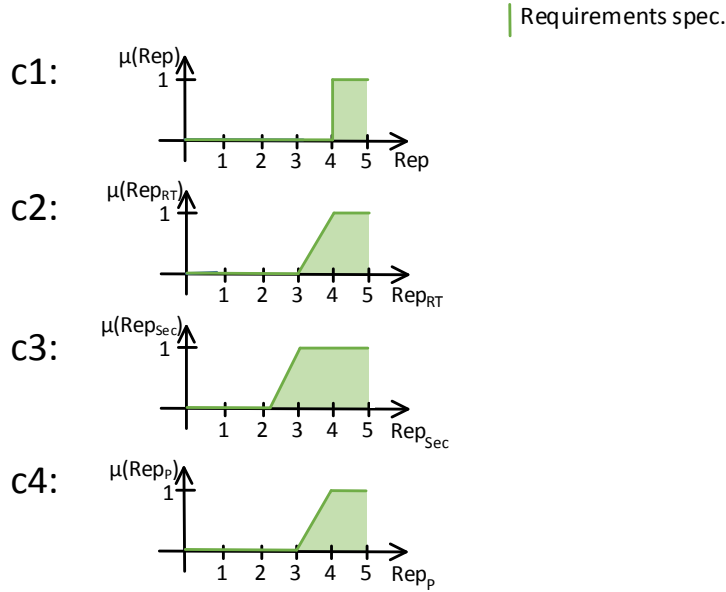 Requirements spec.
c1:
μ(Rep)
1
1 2 3 4 5 Rep
c2:
μ(Rep_RT)
1
1 2 3 4 5 Rep_RT
c3:
μ(Rep_Sec)
1
1 2 3 4 5 Rep_Sec
c4:
μ(Rep_P)
1
1 2 3 4 5 Rep_P